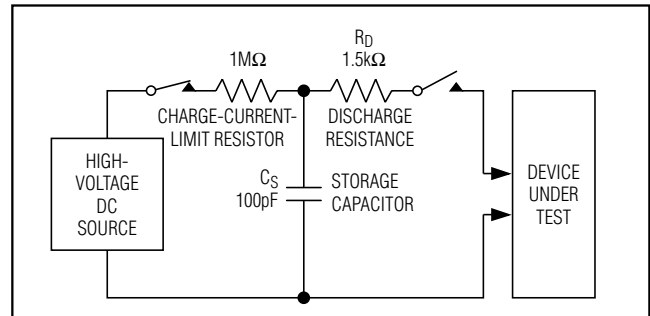 1MΩ
R_D
1.5kΩ
CHARGE-CURRENT-
LIMIT RESISTOR
DISCHARGE
RESISTANCE
HIGH-
VOLTAGE
DC
SOURCE
C_S
100pF
STORAGE
CAPACITOR
DEVICE
UNDER
TEST